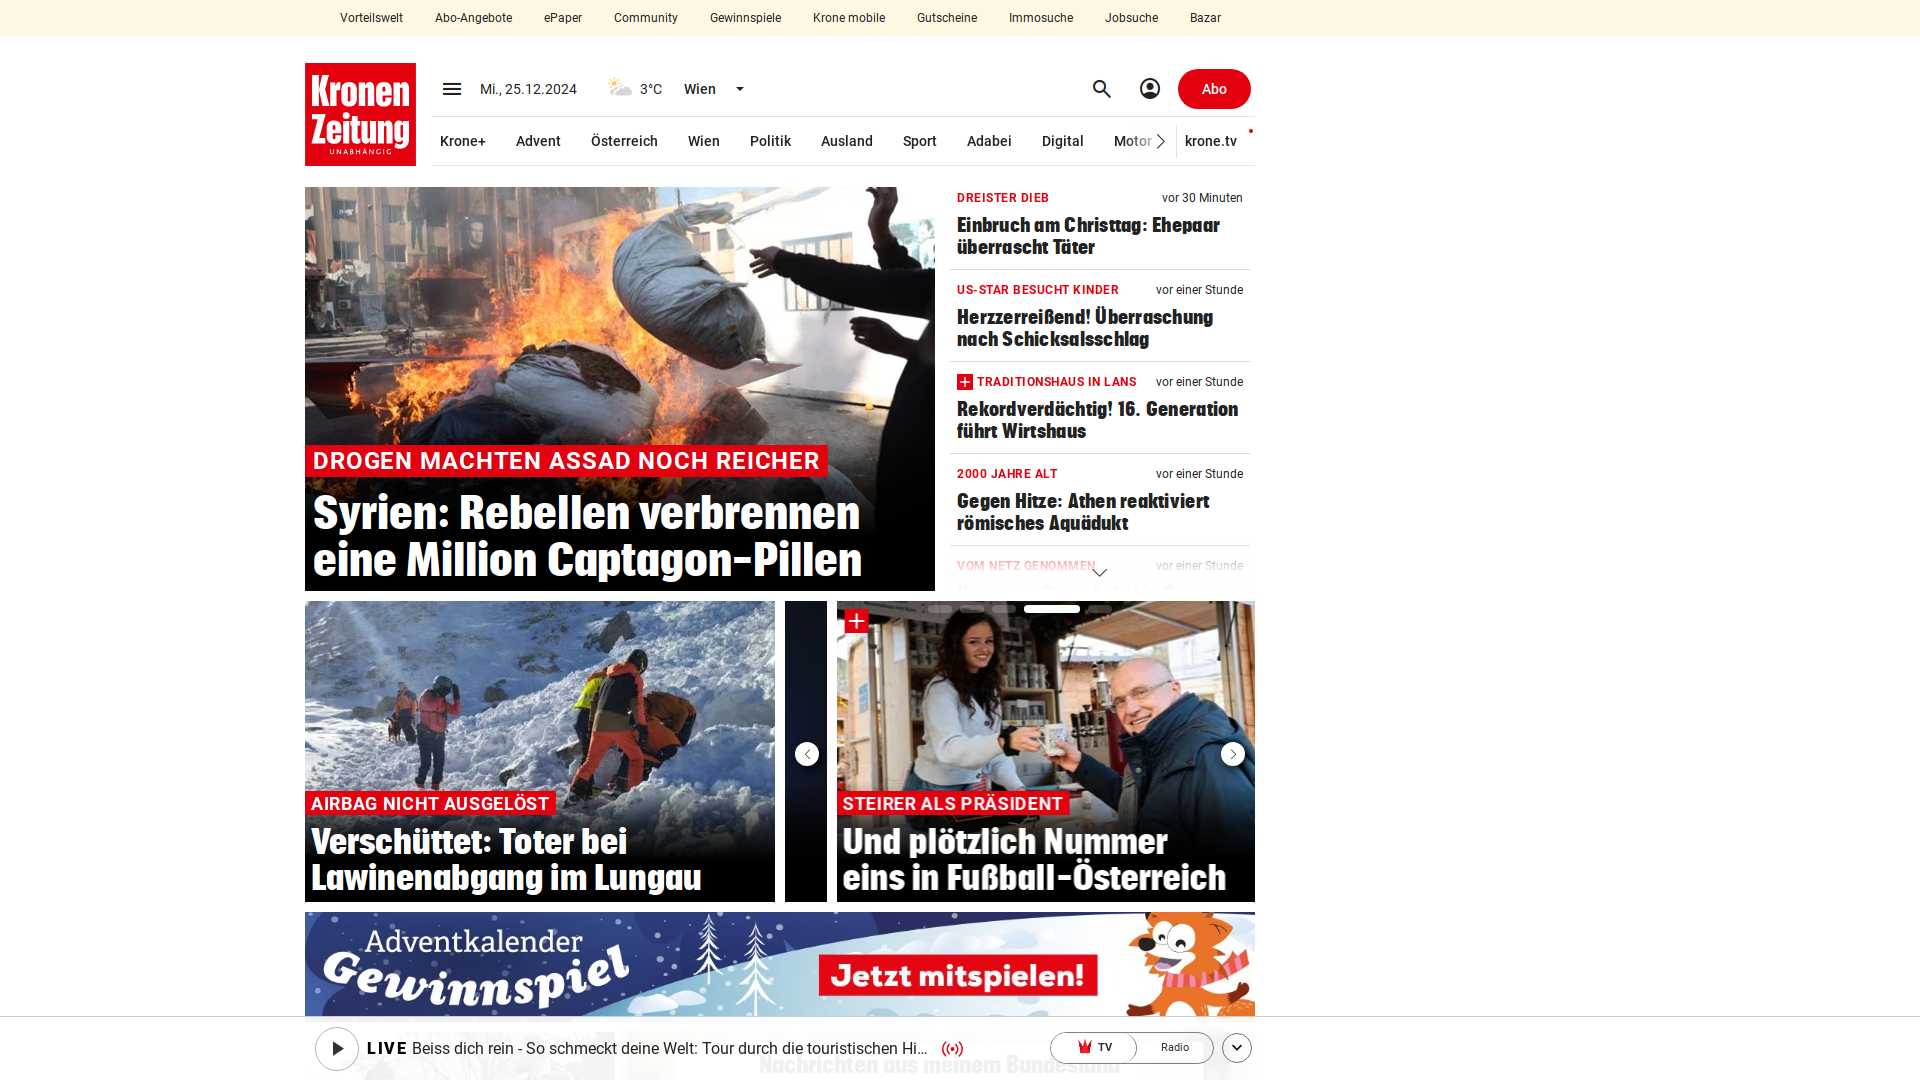 Vorteilswelt Abo-Angebote ePaper Community Gewinnspiele Krone mobile Gutscheine Immosuche Jobsuche Bazar
Kronen
Zeitung
UNABHÄNGIG
Mi., 25.12.2024 3°C Wien Abo
Krone+ Advent Österreich Wien Politik Ausland Sport Adabei Digital Motor krone.tv
DROGEN MACHTEN ASSAD NOCH REICHER
Syrien: Rebellen verbrennen
eine Million Captagon-Pillen
DREISTER DIEB vor 30 Minuten
Einbruch am Christtag: Ehepaar
überrascht Täter
US-STAR BESUCHT KINDER vor einer Stunde
Herzzerreißend! Überraschung
nach Schicksalsschlag
TRADITIONSHAUS IN LANS vor einer Stunde
Rekordverdächtig! 16. Generation
führt Wirtshaus
2000 JAHRE ALT vor einer Stunde
Gegen Hitze: Athen reaktiviert
römisches Aquädukt
VOM NETZ GENOMMEN vor einer Stunde
AIRBAG NICHT AUSGELÖST
Verschüttet: Toter bei
Lawinenabgang im Lungau
STEIRER ALS PRÄSIDENT
Und plötzlich Nummer
eins in Fußball-Österreich
Adventkalender
Gewinnspiel
Jetzt mitspielen!
LIVE Beiss dich rein - So schmeckt deine Welt: Tour durch die touristischen Hi... TV Radio
Nachrichten aus meinem Bundesland